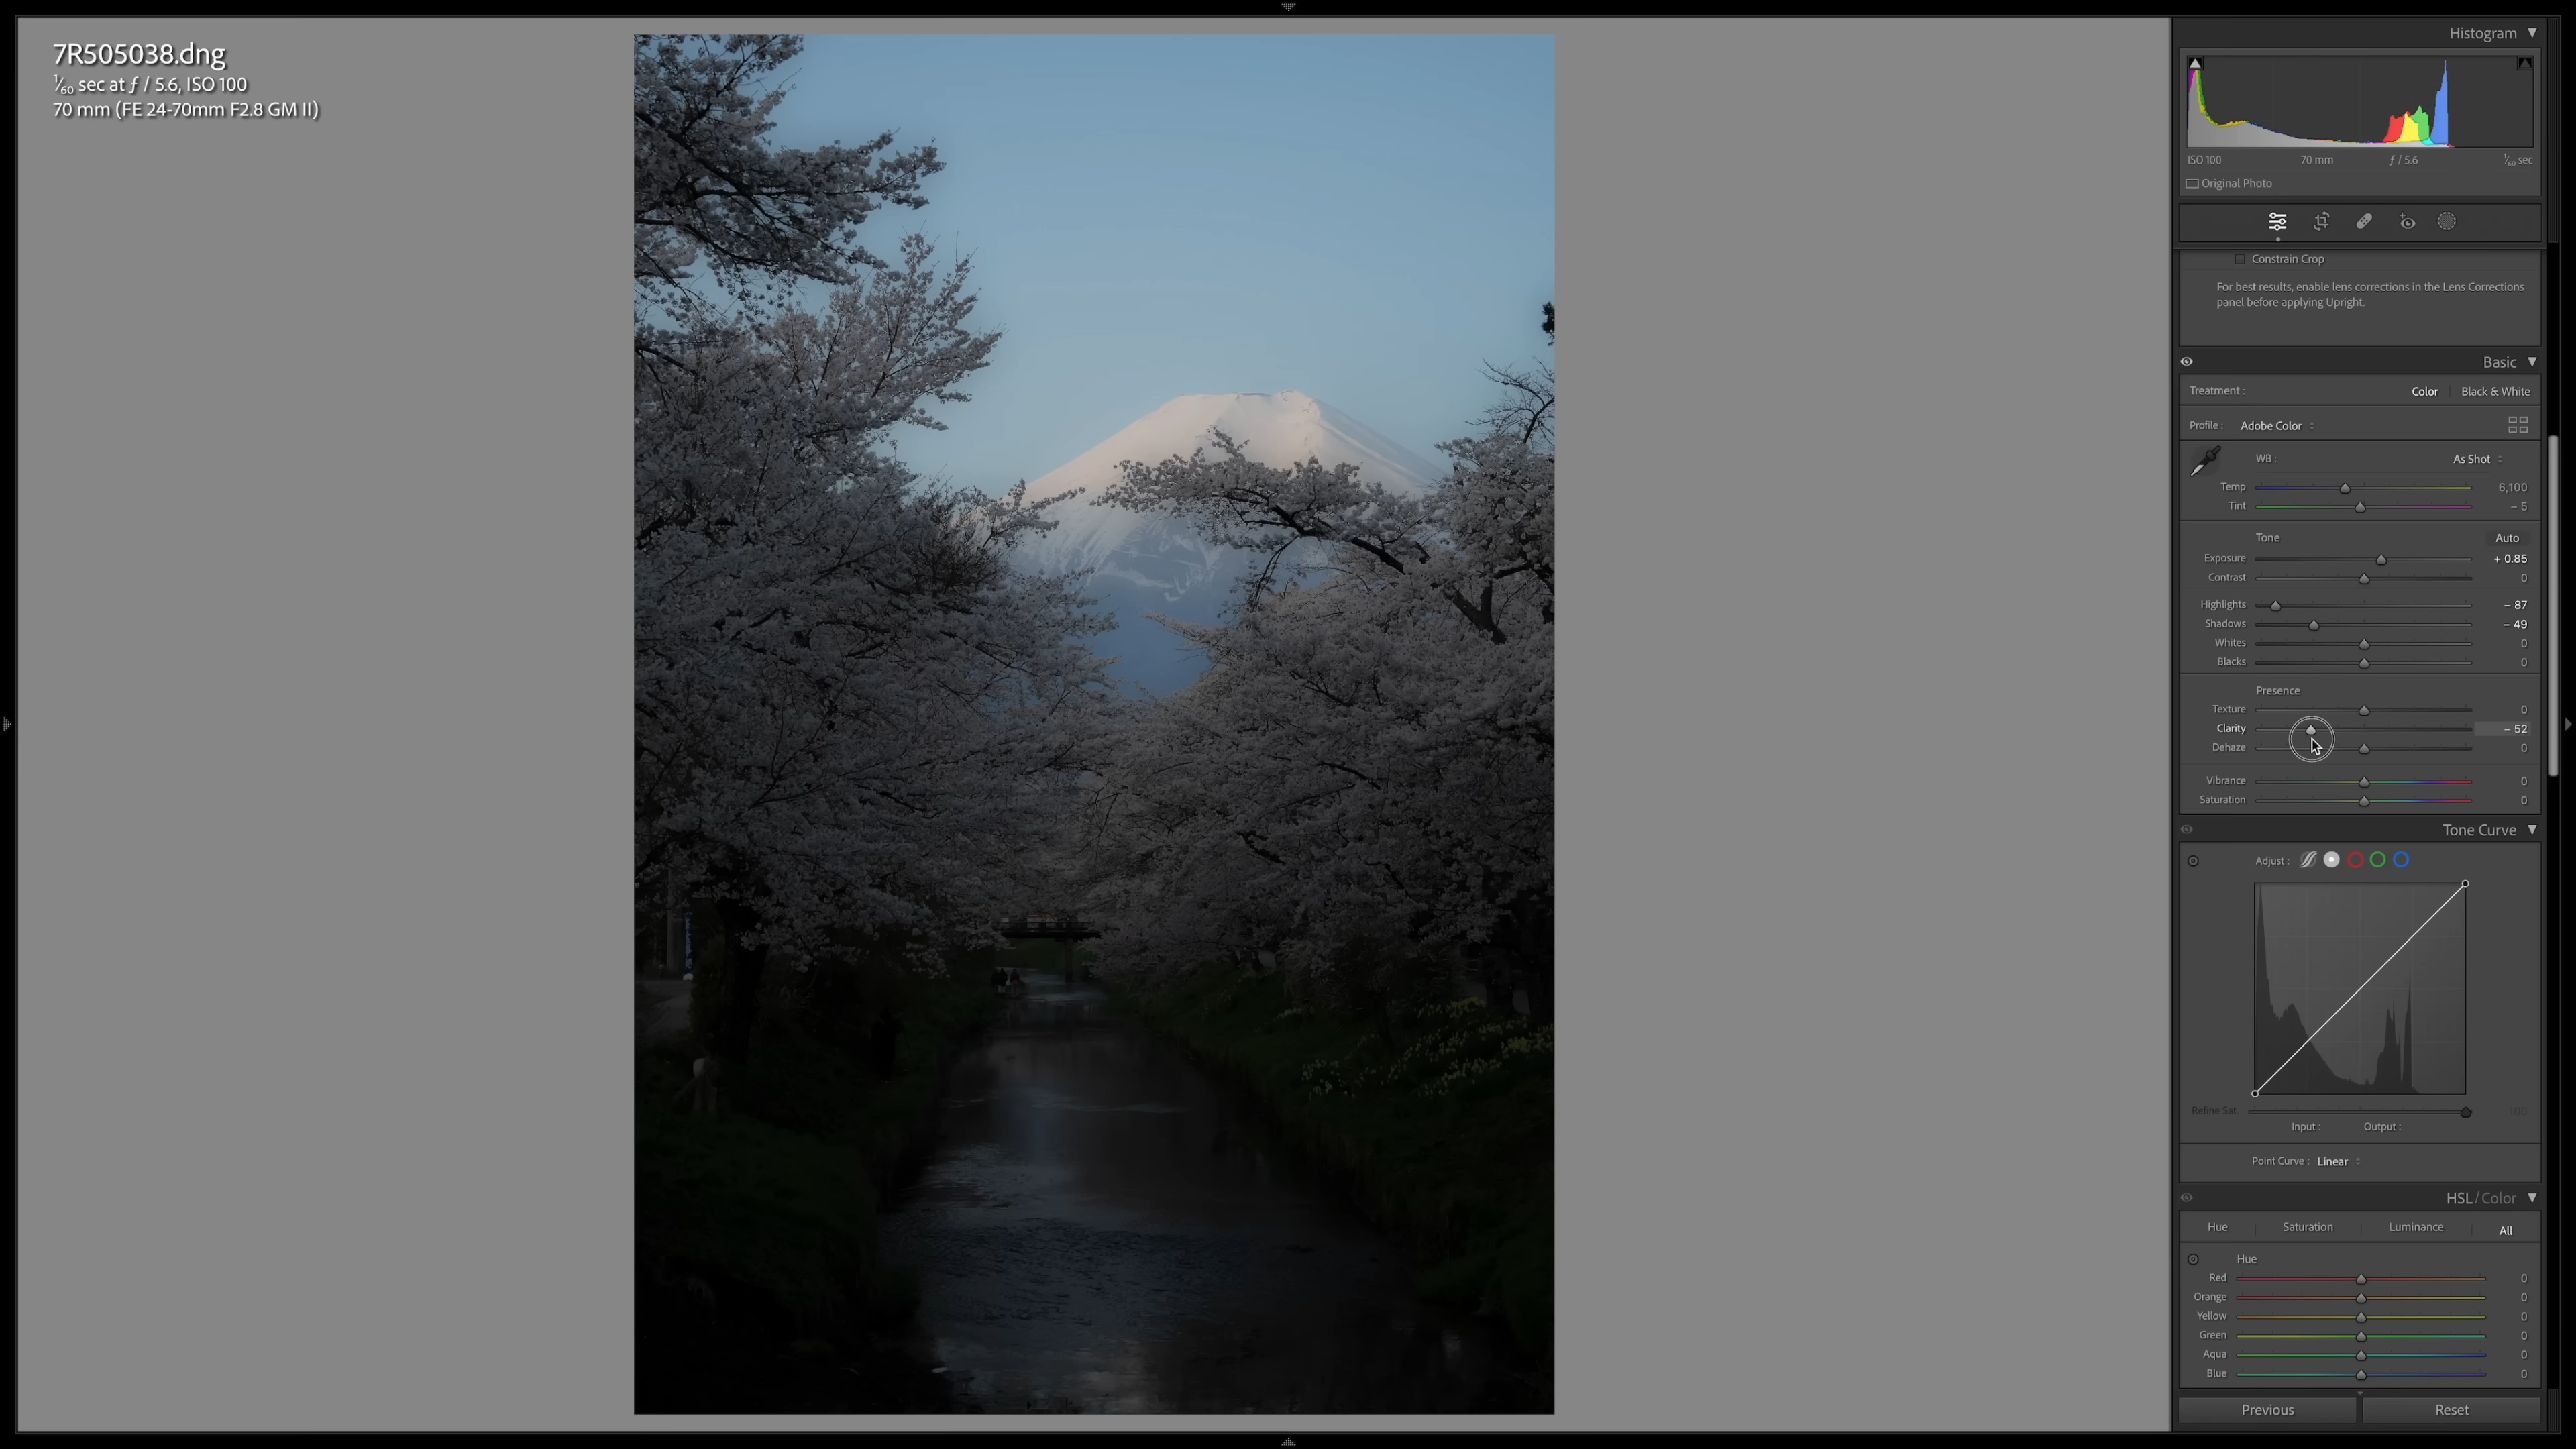 7R505038.dng
1/60 sec at ƒ / 5.6, ISO 100
70 mm (FE 24-70mm F2.8 GM II)
Histogram
ISO 100 70 mm ƒ / 5.6 1/60 sec
Original Photo
Constrain Crop
For best results, enable lens corrections in the Lens Corrections
panel before applying Upright.
Basic
Treatment : Color Black & White
Profile : Adobe Color
WB : As Shot
Temp 6,100
Tint – 5
Tone Auto
Exposure + 0.85
Contrast 0
Highlights – 87
Shadows – 49
Whites 0
Blacks 0
Presence
Texture 0
Clarity – 52
Dehaze 0
Vibrance 0
Saturation 0
Tone Curve
Adjust :
Refine Sat. 100
Input : Output :
Point Curve : Linear
HSL / Color
Hue Saturation Luminance All
Hue
Red 0
Orange 0
Yellow 0
Green 0
Aqua 0
Blue 0
Previous Reset